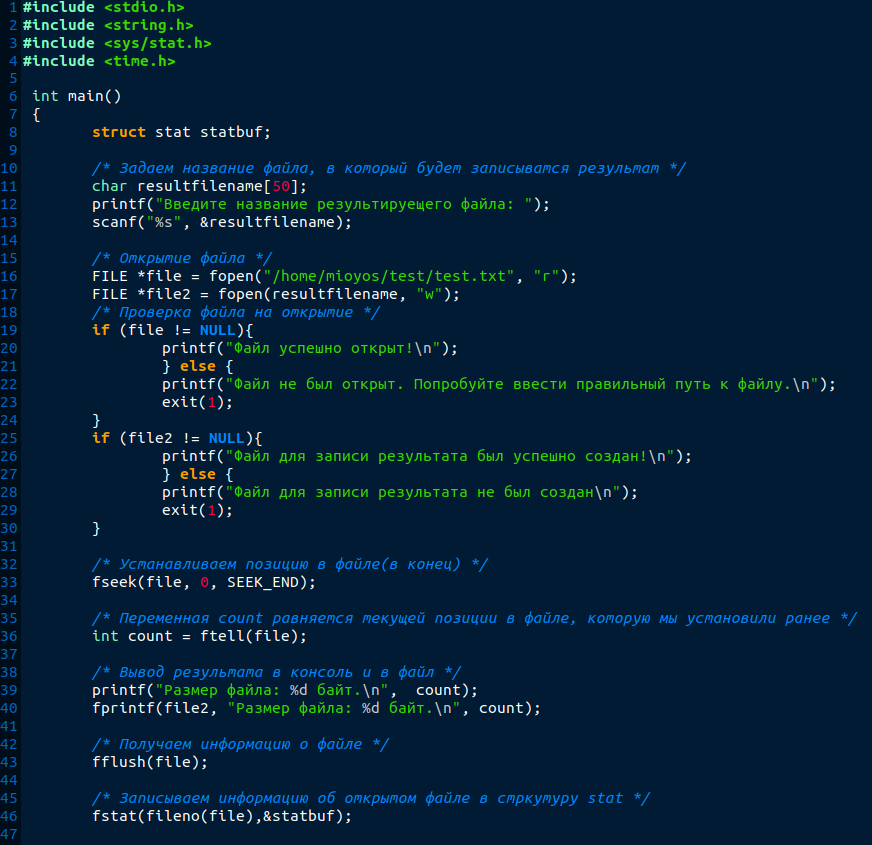 1 #include <stdio.h>
2 #include <string.h>
3 #include <sys/stat.h>
4 #include <time.h>
5
6 int main()
7 {
8 struct stat statbuf;
9
10 /* Задаем название файла, в который будет записыватся результат */
11 char resultfilename[50];
12 printf("Введите название результируещего файла: ");
13 scanf("%s", &resultfilename);
14
15 /* Открытие файла */
16 FILE *file = fopen("/home/mioyos/test/test.txt", "r");
17 FILE *file2 = fopen(resultfilename, "w");
18 /* Проверка файла на открытие */
19 if (file != NULL){
20 printf("Файл успешно открыт!\n");
21 } else {
22 printf("Файл не был открыт. Попробуйте ввести правильный путь к файлу.\n");
23 exit(1);
24 }
25 if (file2 != NULL){
26 printf("Файл для записи результата был успешно создан!\n");
27 } else {
28 printf("Файл для записи результата не был создан\n");
29 exit(1);
30 }
31
32 /* Устанавливаем позицию в файле(в конец) */
33 fseek(file, 0, SEEK_END);
34
35 /* Переменная count равняется текущей позиции в файле, которую мы установили ранее */
36 int count = ftell(file);
37
38 /* Вывод результата в консоль и в файл */
39 printf("Размер файла: %d байт.\n",  count);
40 fprintf(file2, "Размер файла: %d байт.\n", count);
41
42 /* Получаем информацию о файле */
43 fflush(file);
44
45 /* Записываем информацию об открытом файле в стркутуру stat */
46 fstat(fileno(file),&statbuf);
47